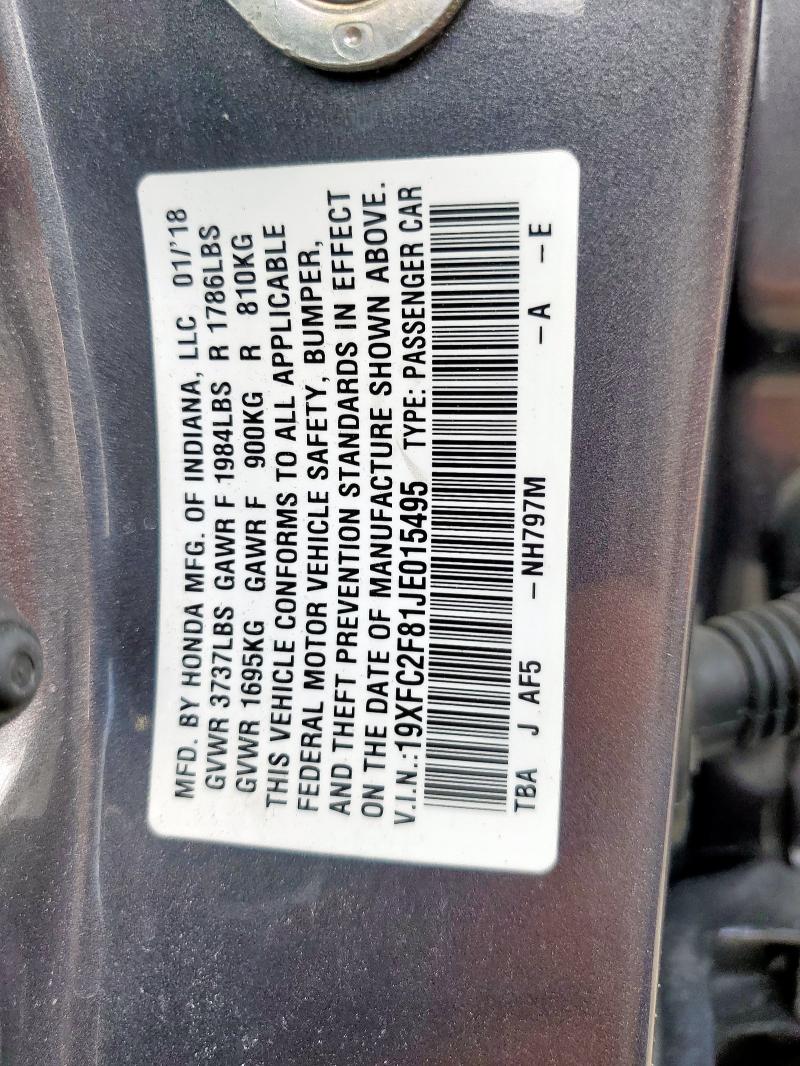 MFD. BY HONDA MFG. OF INDIANA, LLC 01/'18
GVWR 3737LBS GAWR F 1984LBS R 1786LBS
GVWR 1695KG GAWR F 900KG R 810KG
THIS VEHICLE CONFORMS TO ALL APPLICABLE
FEDERAL MOTOR VEHICLE SAFETY, BUMPER,
AND THEFT PREVENTION STANDARDS IN EFFECT
ON THE DATE OF MANUFACTURE SHOWN ABOVE.
V.I.N.:19XFC2F81JE015495 TYPE: PASSENGER CAR
TBA J AF5 -NH797M -A -E